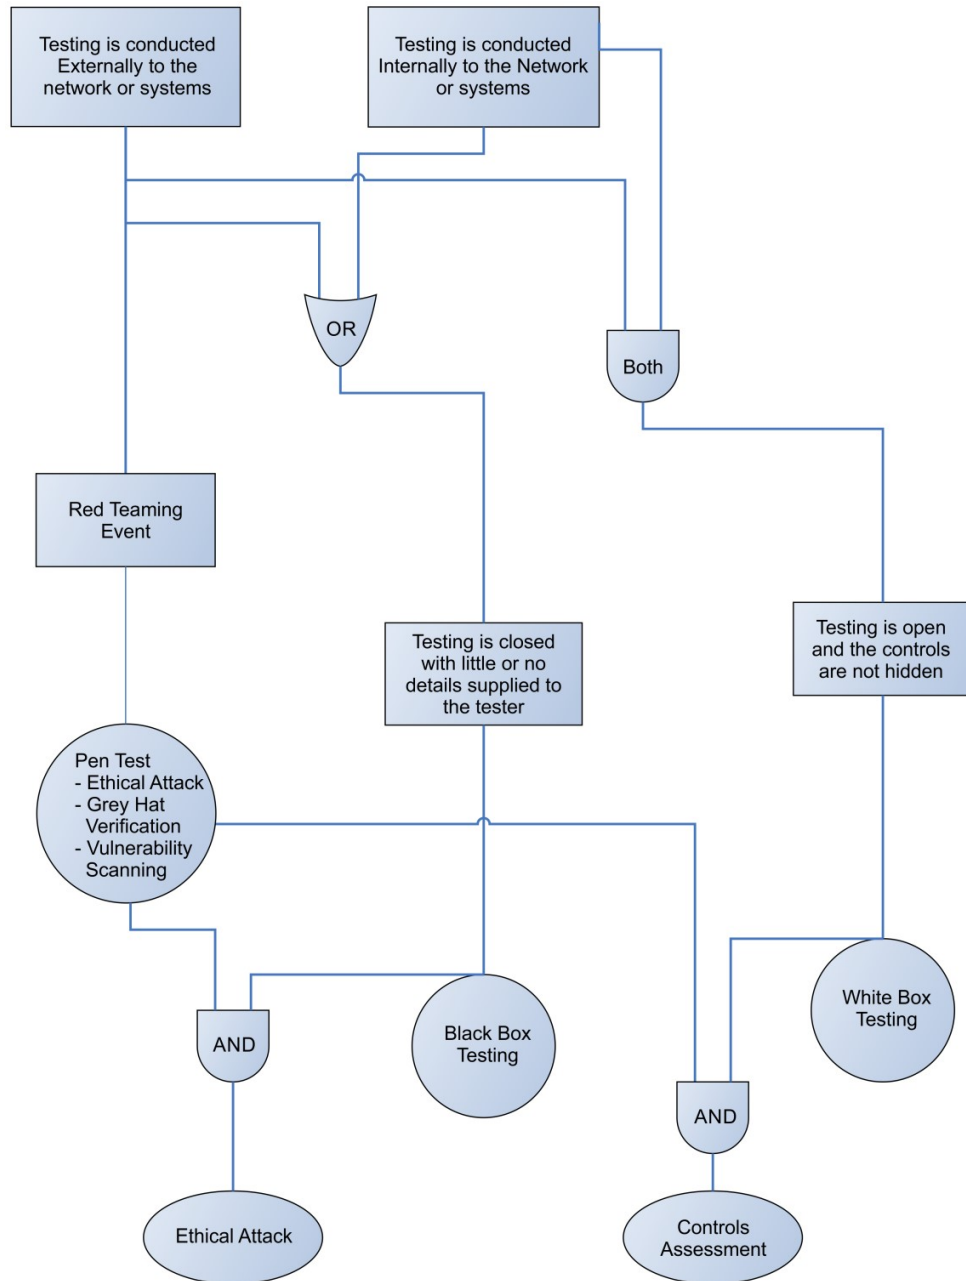 Testing is conducted
Externally to the
network or systems
Testing is conducted
Internally to the Network
or systems
OR
Both
Red Teaming
Event
Testing is closed
with little or no
details supplied to
the tester
Testing is open
and the controls
are not hidden
Pen Test
- Ethical Attack
- Grey Hat
Verification
- Vulnerability
Scanning
AND
Black Box
Testing
White Box
Testing
AND
Ethical Attack
Controls
Assessment